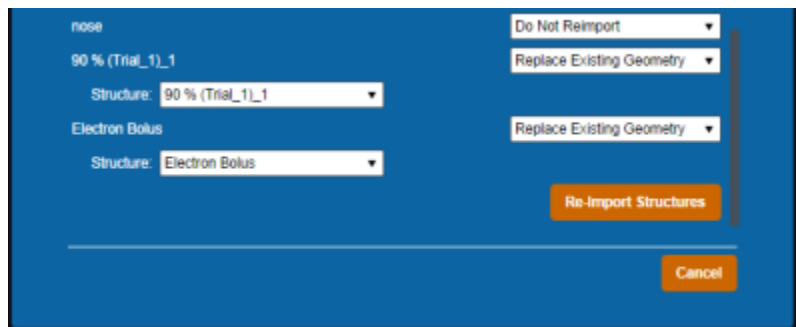 nose Do Not Reimport
90 % (Trial_1)_1 Replace Existing Geometry
Structure: 90 % (Trial_1)_1
Electron Bolus Replace Existing Geometry
Structure: Electron Bolus
Re-Import Structures
Cancel